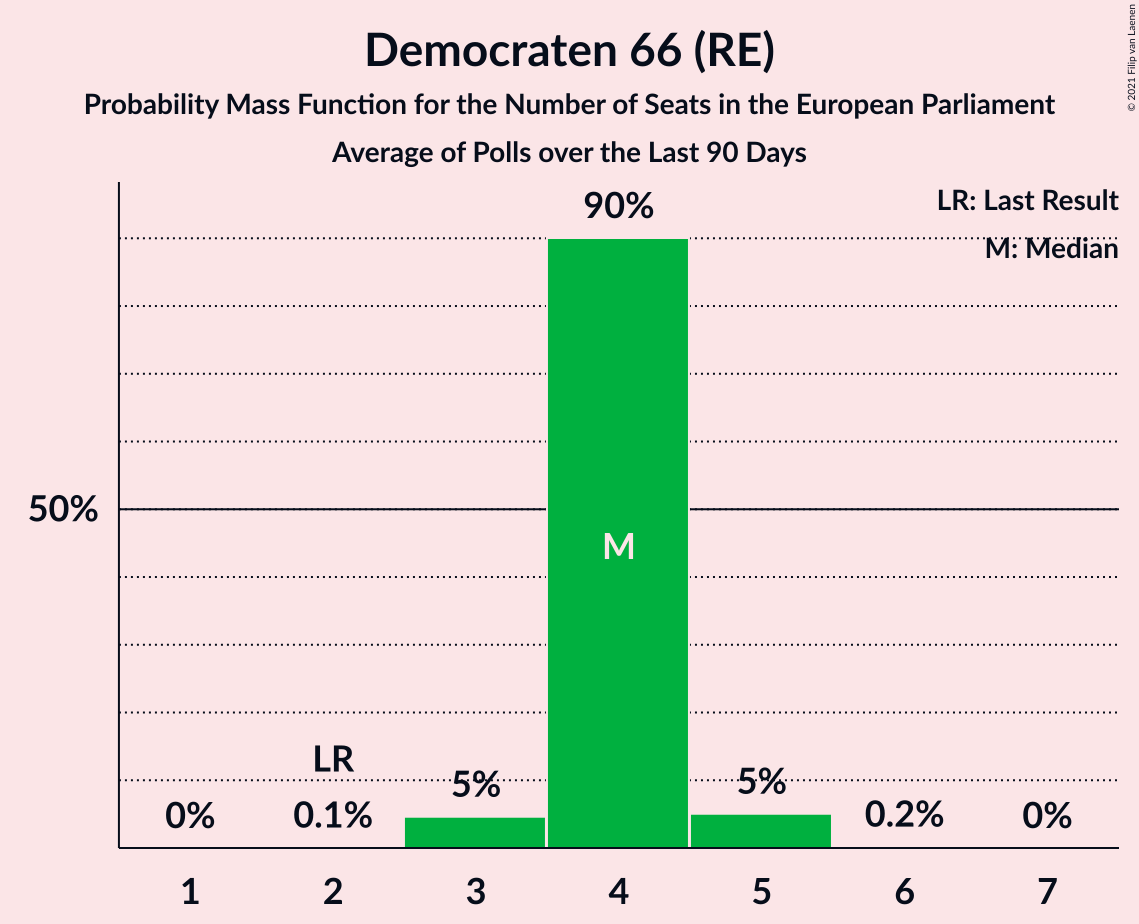 Democraten 66 (RE)
Probability Mass Function for the Number of Seats in the European Parliament
Average of Polls over the Last 90 Days
© 2021 Filip van Laenen
LR: Last Result
M: Median
90%
50%
M
LR
0%
0.1%
5%
5%
0.2%
0%
1 2 3 4 5 6 7